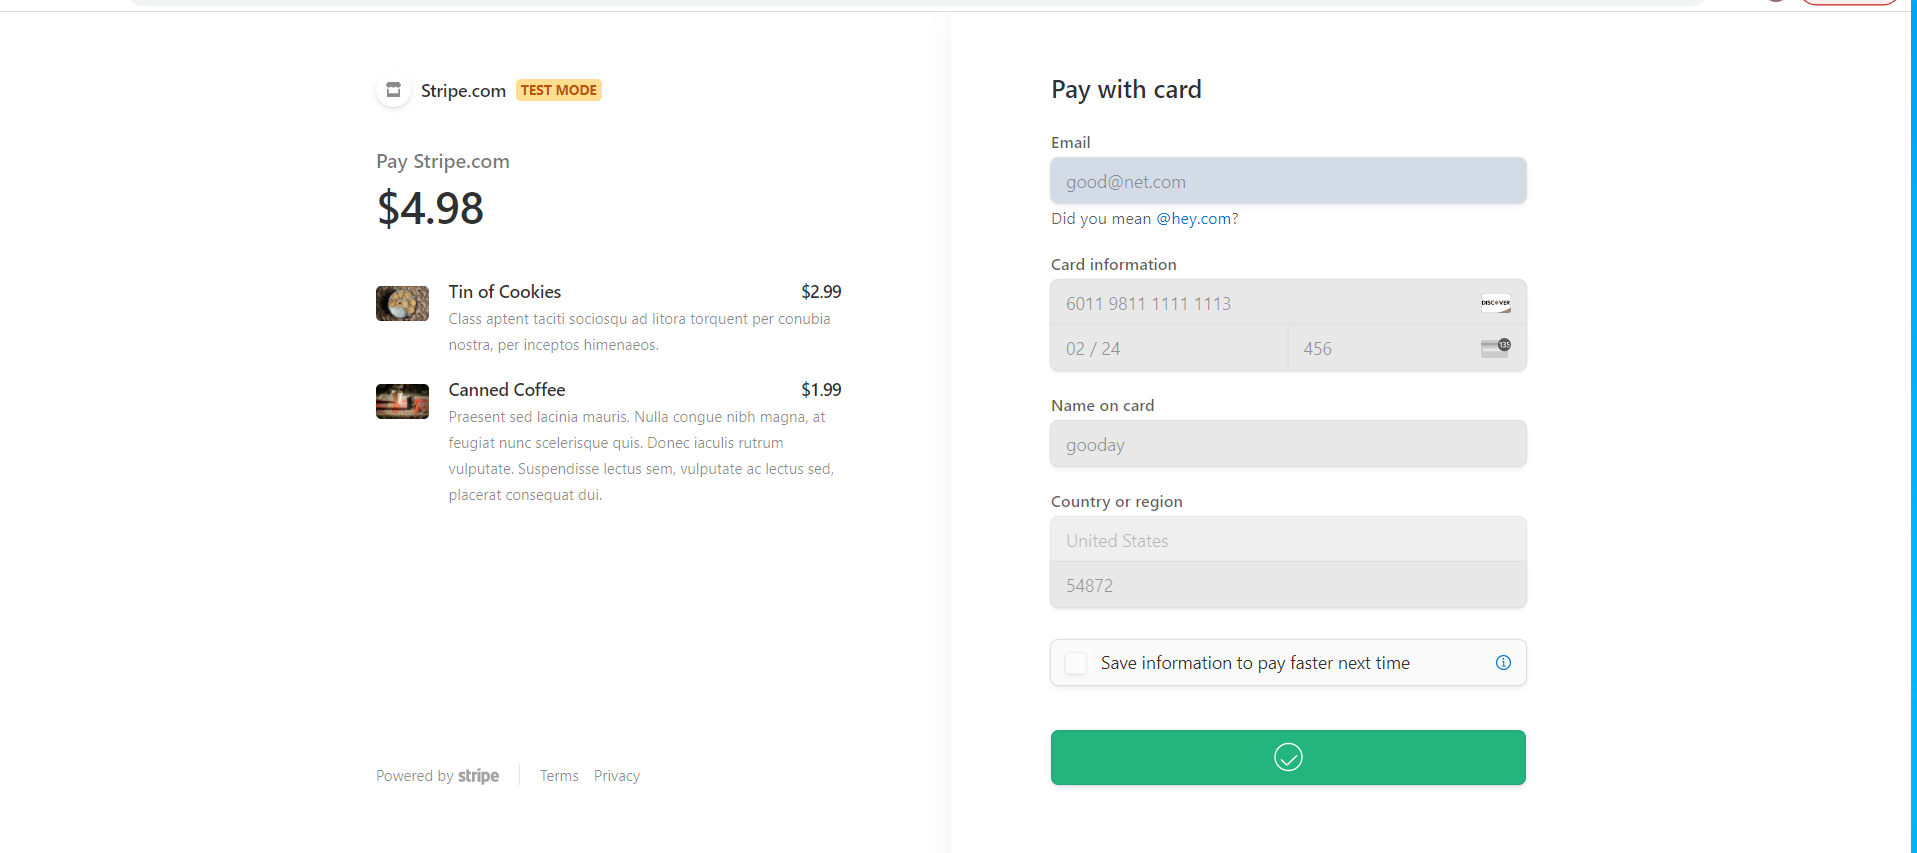 Stripe.com TEST MODE
Pay Stripe.com
$4.98
Tin of Cookies $2.99
Class aptent taciti sociosqu ad litora torquent per conubia
nostra, per inceptos himenaeos.
Canned Coffee $1.99
Praesent sed lacinia mauris. Nulla congue nibh magna, at
feugiat nunc scelerisque quis. Donec iaculis rutrum
vulputate. Suspendisse lectus sem, vulputate ac lectus sed,
placerat consequat dui.
Powered by stripe Terms Privacy
Pay with card
Email
good@net.com
Did you mean @hey.com?
Card information
6011 9811 1111 1113 DISCOVER
02 / 24 456 135
Name on card
gooday
Country or region
United States
54872
Save information to pay faster next time